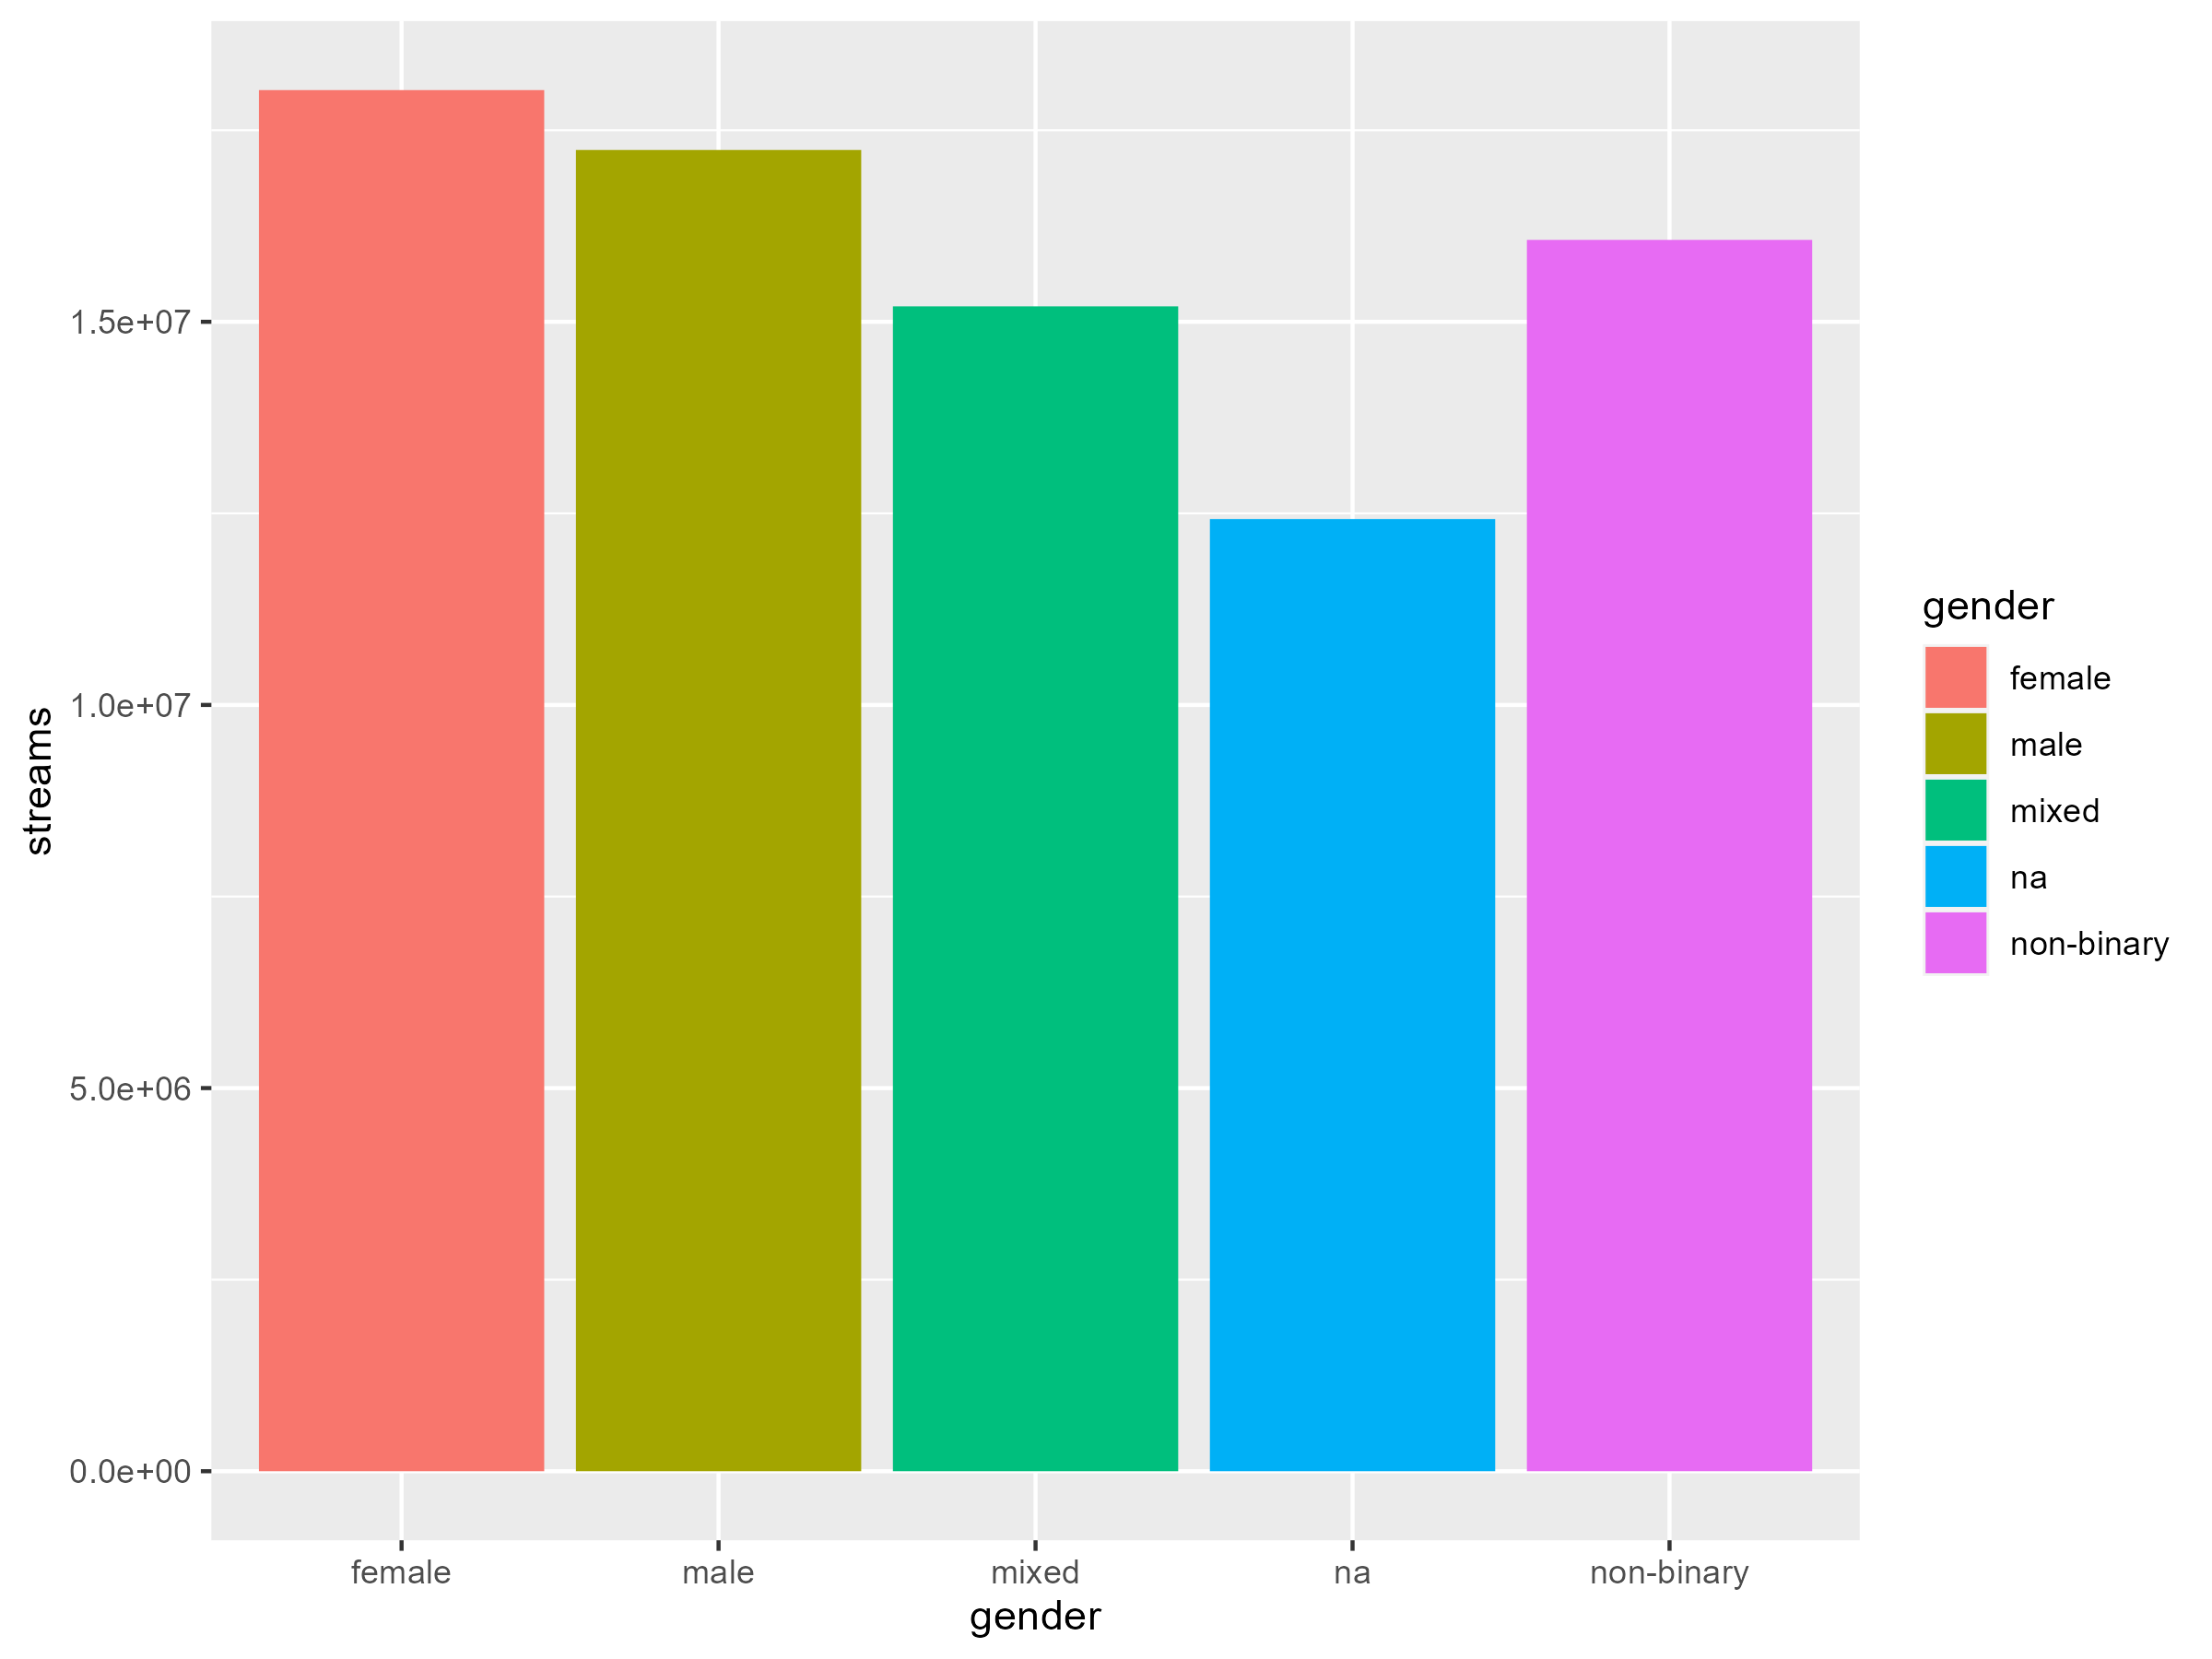 streams
1.5e+07
1.0e+07
5.0e+06
0.0e+00
female
male
mixed
na
non-binary
gender
gender
female
male
mixed
na
non-binary